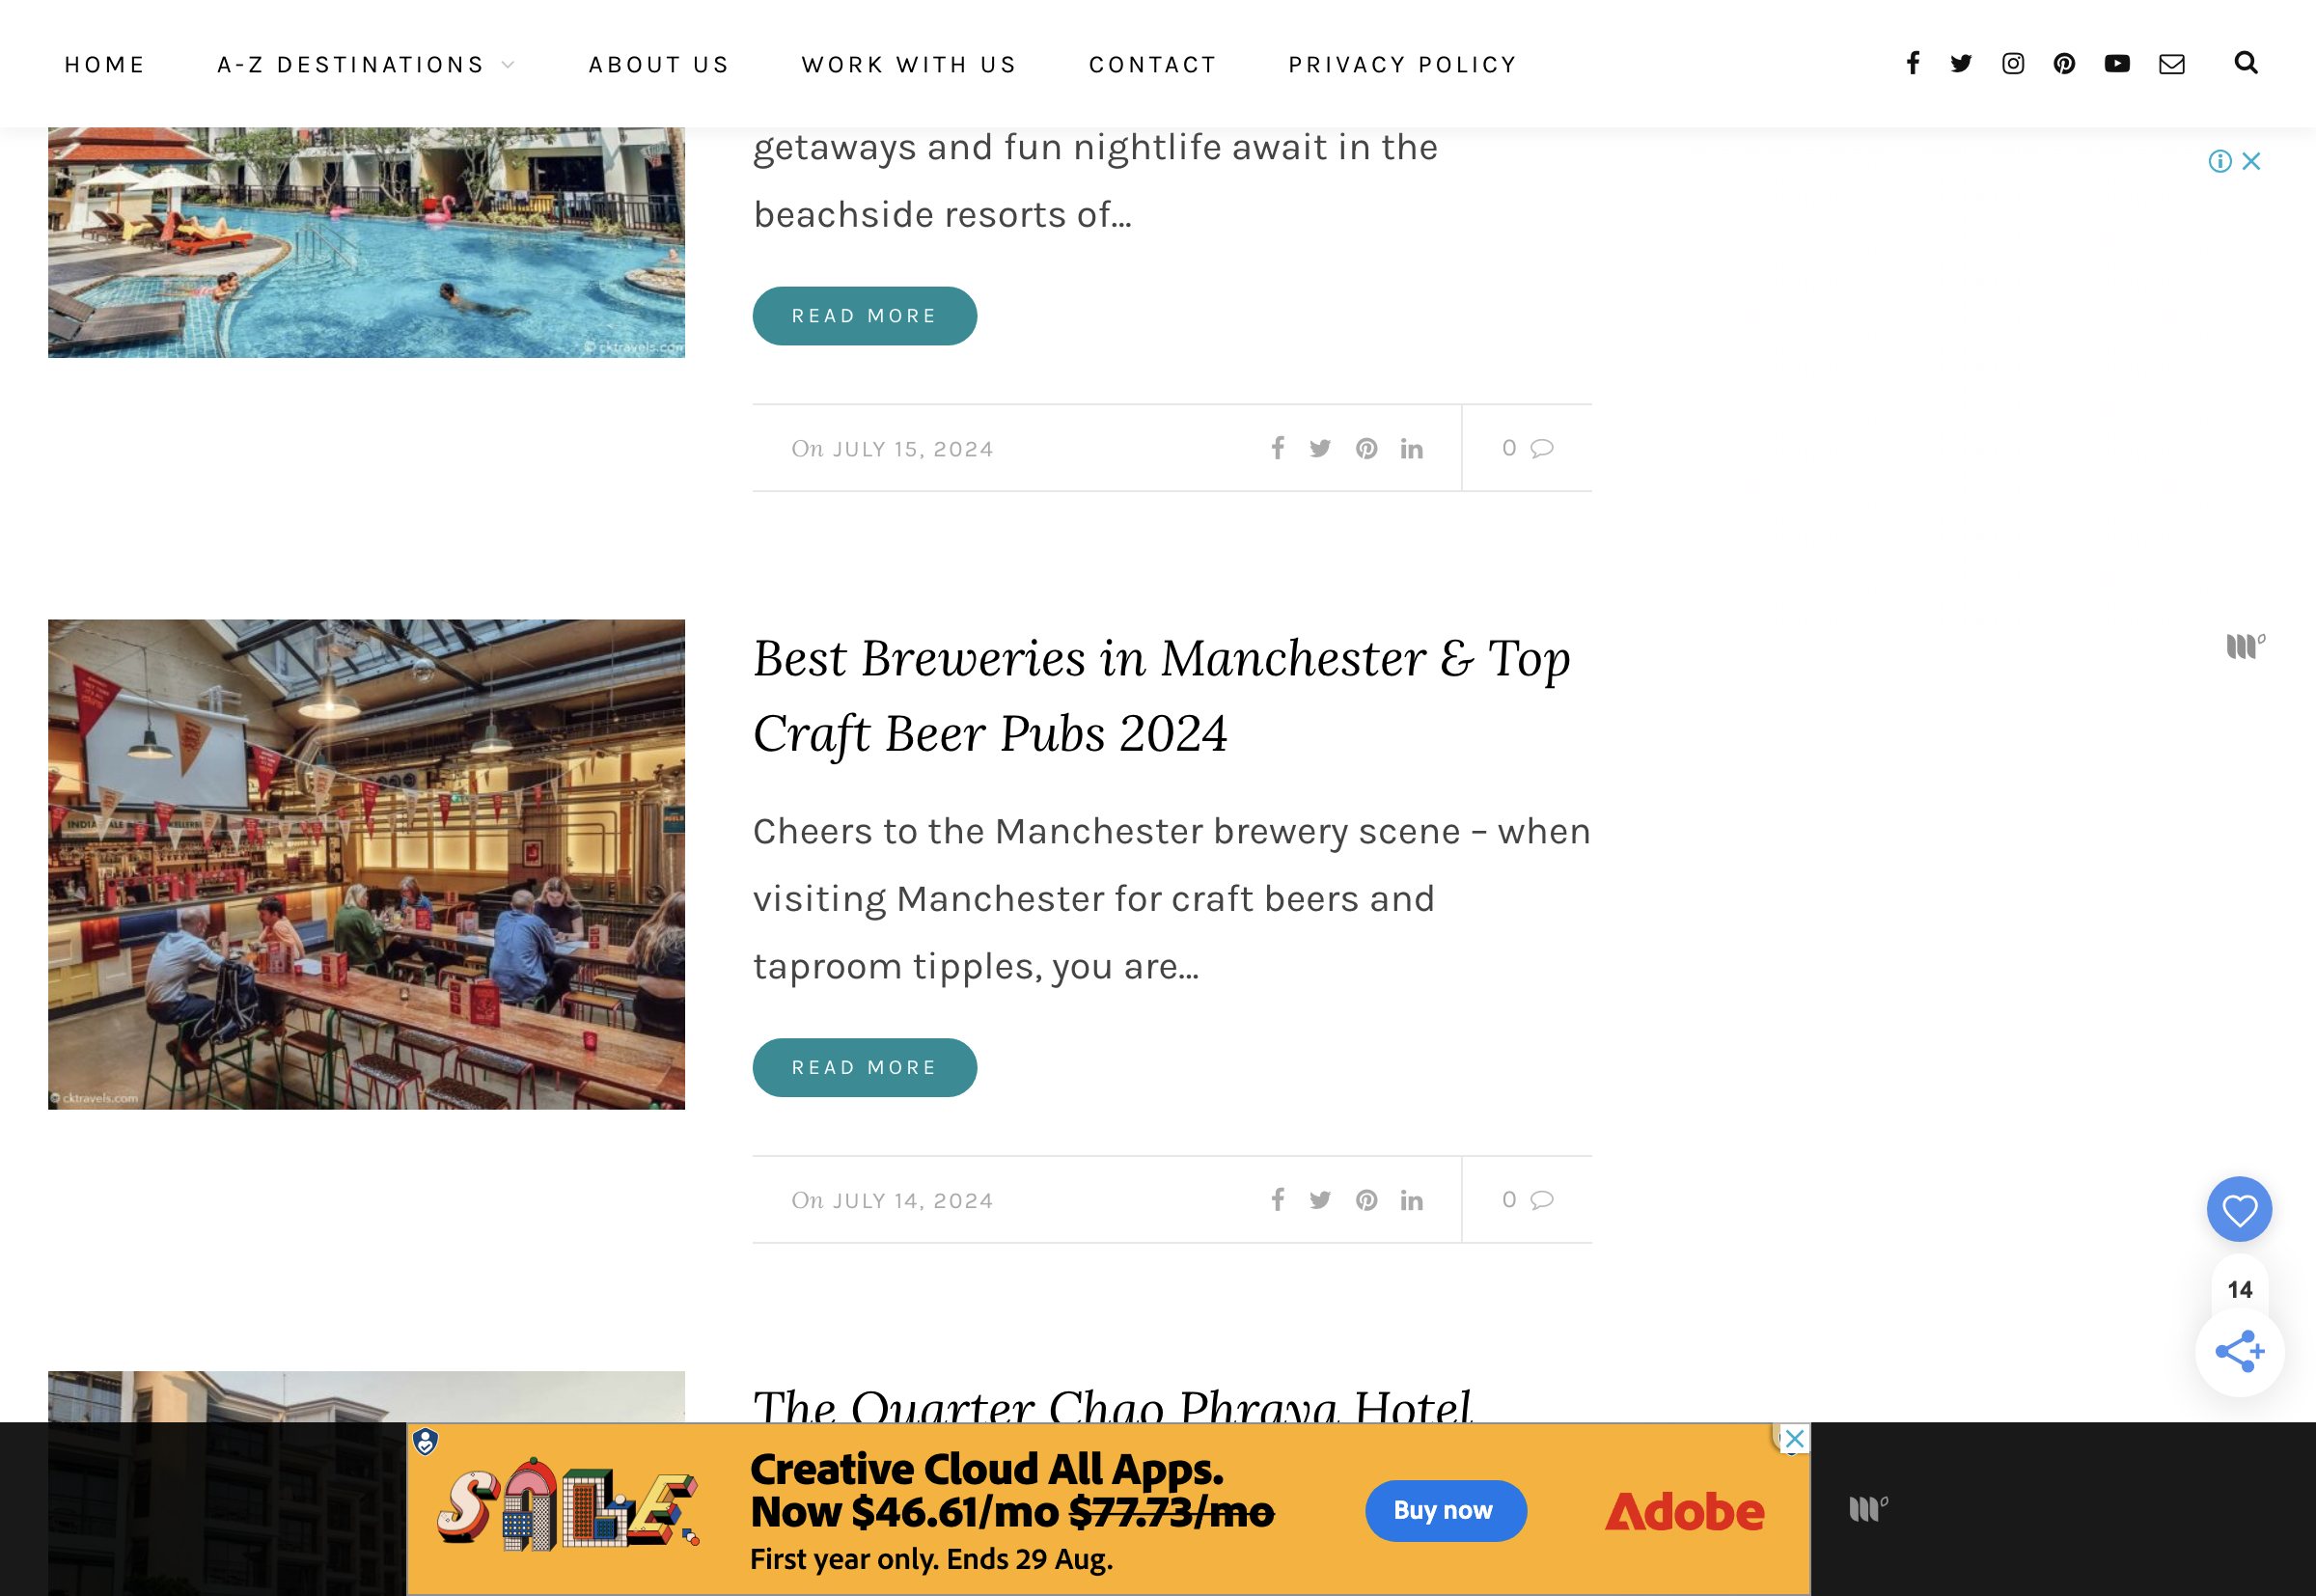 HOME A-Z DESTINATIONS ABOUT US WORK WITH US CONTACT PRIVACY POLICY
getaways and fun nightlife await in the
beachside resorts of...
© cktravels.com
READ MORE
On JULY 15, 2024 0
Best Breweries in Manchester & Top
Craft Beer Pubs 2024
Cheers to the Manchester brewery scene – when
visiting Manchester for craft beers and
taproom tipples, you are...
INDIA ALE KELLER
© cktravels.com
READ MORE
On JULY 14, 2024 0
14
The Quarter Chao Phraya Hotel
SALE
Creative Cloud All Apps.
Now $46.61/mo $77.73/mo
First year only. Ends 29 Aug.
Buy now
Adobe